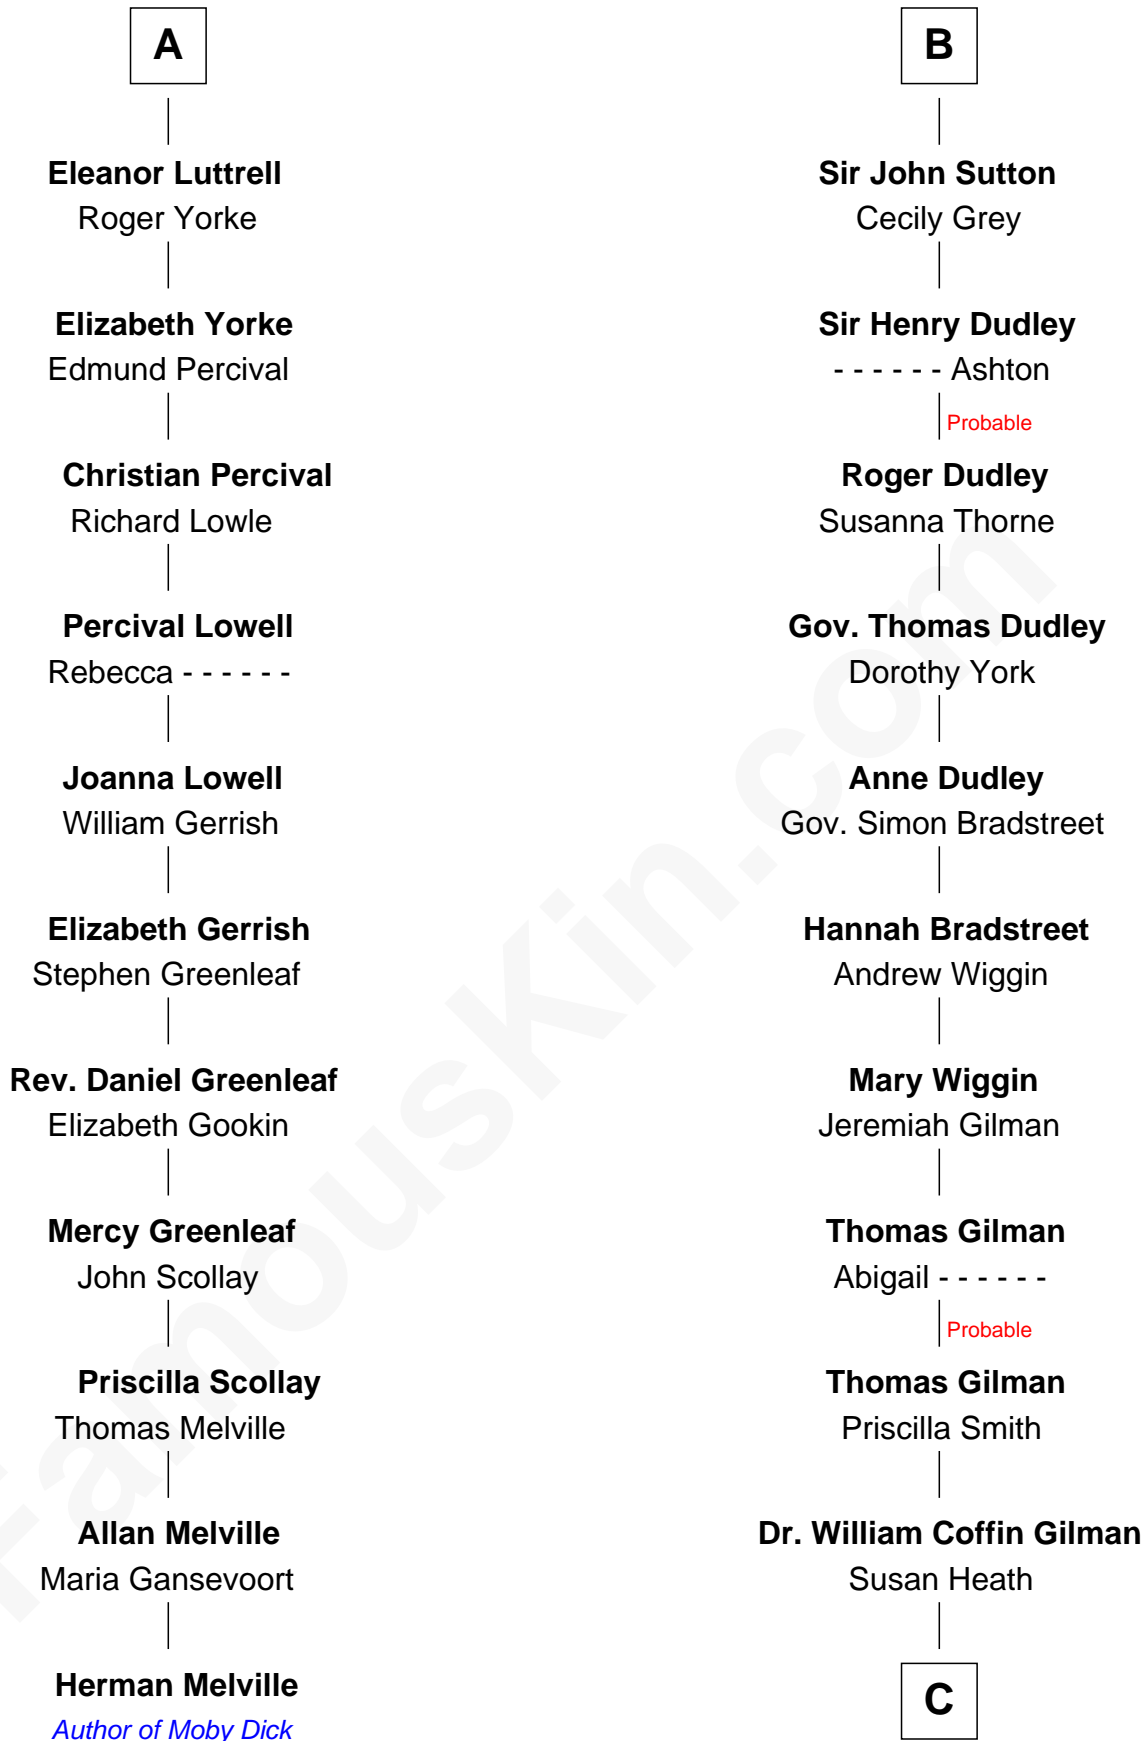 A
Eleanor Luttrell
Roger Yorke
Elizabeth Yorke
Edmund Percival
Christian Percival
Richard Lowle
Percival Lowell
Rebecca - - - - - -
Joanna Lowell
William Gerrish
Elizabeth Gerrish
Stephen Greenleaf
Rev. Daniel Greenleaf
Elizabeth Gookin
Mercy Greenleaf
John Scollay
Priscilla Scollay
Thomas Melville
Allan Melville
Maria Gansevoort
Herman Melville
Author of Moby Dick
B
Sir John Sutton
Cecily Grey
Sir Henry Dudley
- - - - - - Ashton
Probable
Roger Dudley
Susanna Thorne
Gov. Thomas Dudley
Dorothy York
Anne Dudley
Gov. Simon Bradstreet
Hannah Bradstreet
Andrew Wiggin
Mary Wiggin
Jeremiah Gilman
Thomas Gilman
Abigail - - - - - -
Probable
Thomas Gilman
Priscilla Smith
Dr. William Coffin Gilman
Susan Heath
C
FamousKin.com